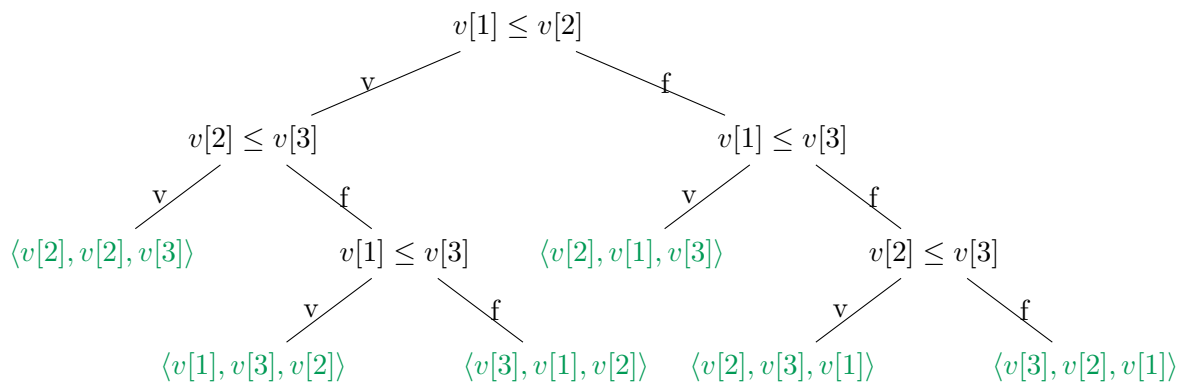 v[1] ≤ v[2]
v f
v[2] ≤ v[3] v[1] ≤ v[3]
v f v f
⟨v[2], v[2], v[3]⟩ v[1] ≤ v[3] ⟨v[2], v[1], v[3]⟩ v[2] ≤ v[3]
v f v f
⟨v[1], v[3], v[2]⟩ ⟨v[3], v[1], v[2]⟩ ⟨v[2], v[3], v[1]⟩ ⟨v[3], v[2], v[1]⟩